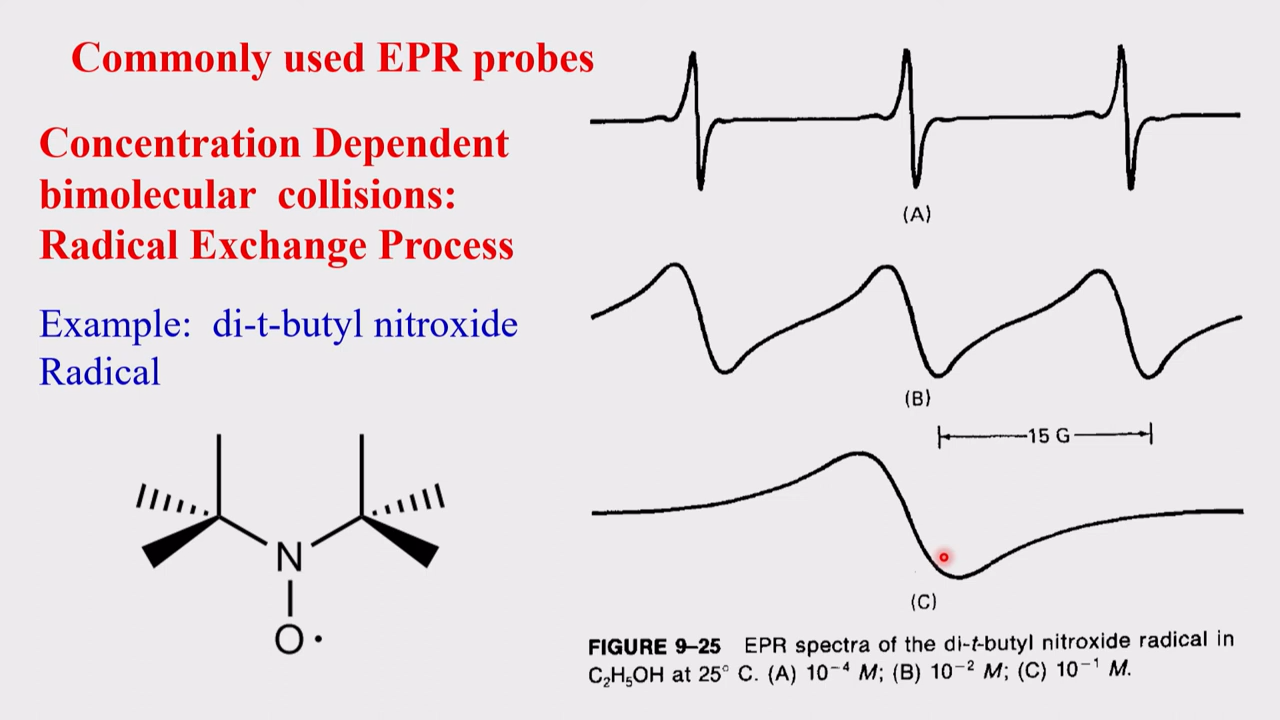 Commonly used EPR probes
Concentration Dependent
bimolecular collisions:
Radical Exchange Process
Example: di-t-butyl nitroxide
Radical
N
O·
(A)
(B)
15 G
(C)
FIGURE 9–25 EPR spectra of the di-t-butyl nitroxide radical in
C₂H₅OH at 25° C. (A) 10⁻⁴ M; (B) 10⁻² M; (C) 10⁻¹ M.